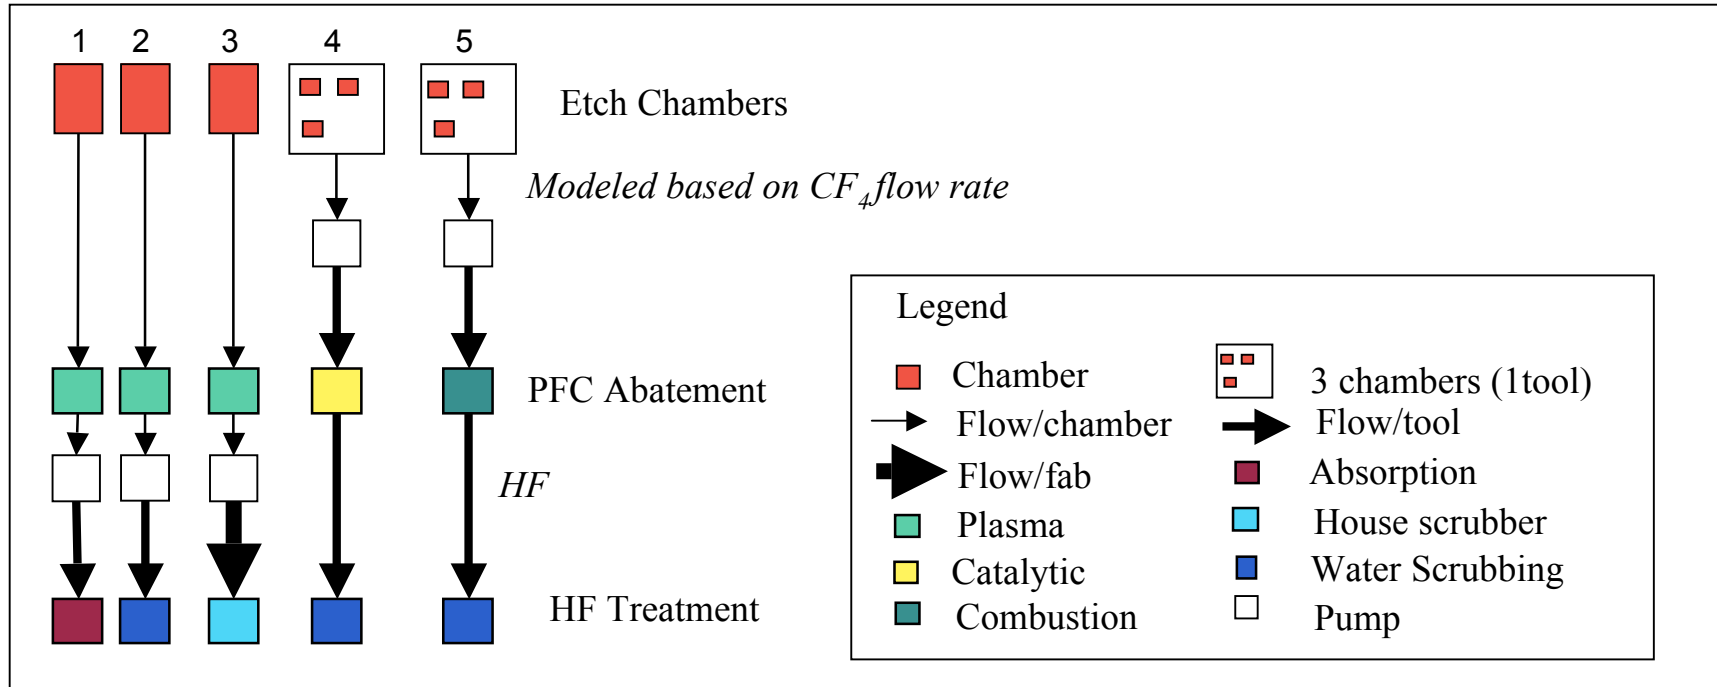 1 2 3 4 5
Etch Chambers
Modeled based on CF4 flow rate
Legend
Chamber
3 chambers (1tool)
PFC Abatement
Flow/chamber
Flow/tool
HF
Flow/fab
Absorption
Plasma
House scrubber
Catalytic
Water Scrubbing
HF Treatment
Combustion
Pump